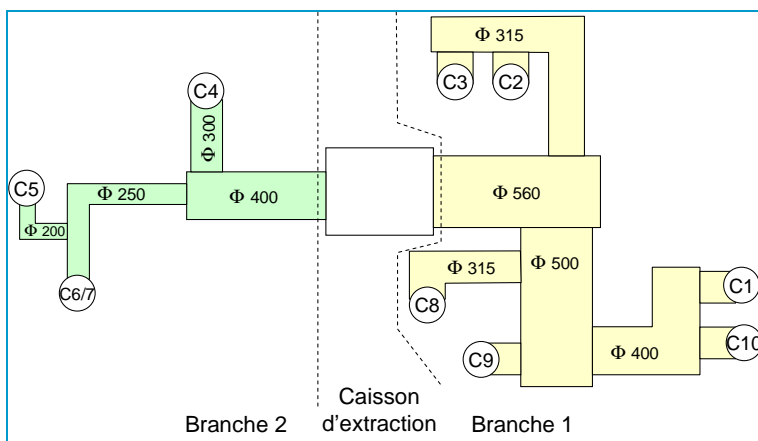 Φ 315
C3
C2
C4
Φ 300
C5
Φ 250
Φ 200
C6/7
Φ 400
Φ 560
Φ 315
Φ 500
C8
C1
C9
Φ 400
C10
Branche 2
Caisson
d'extraction
Branche 1